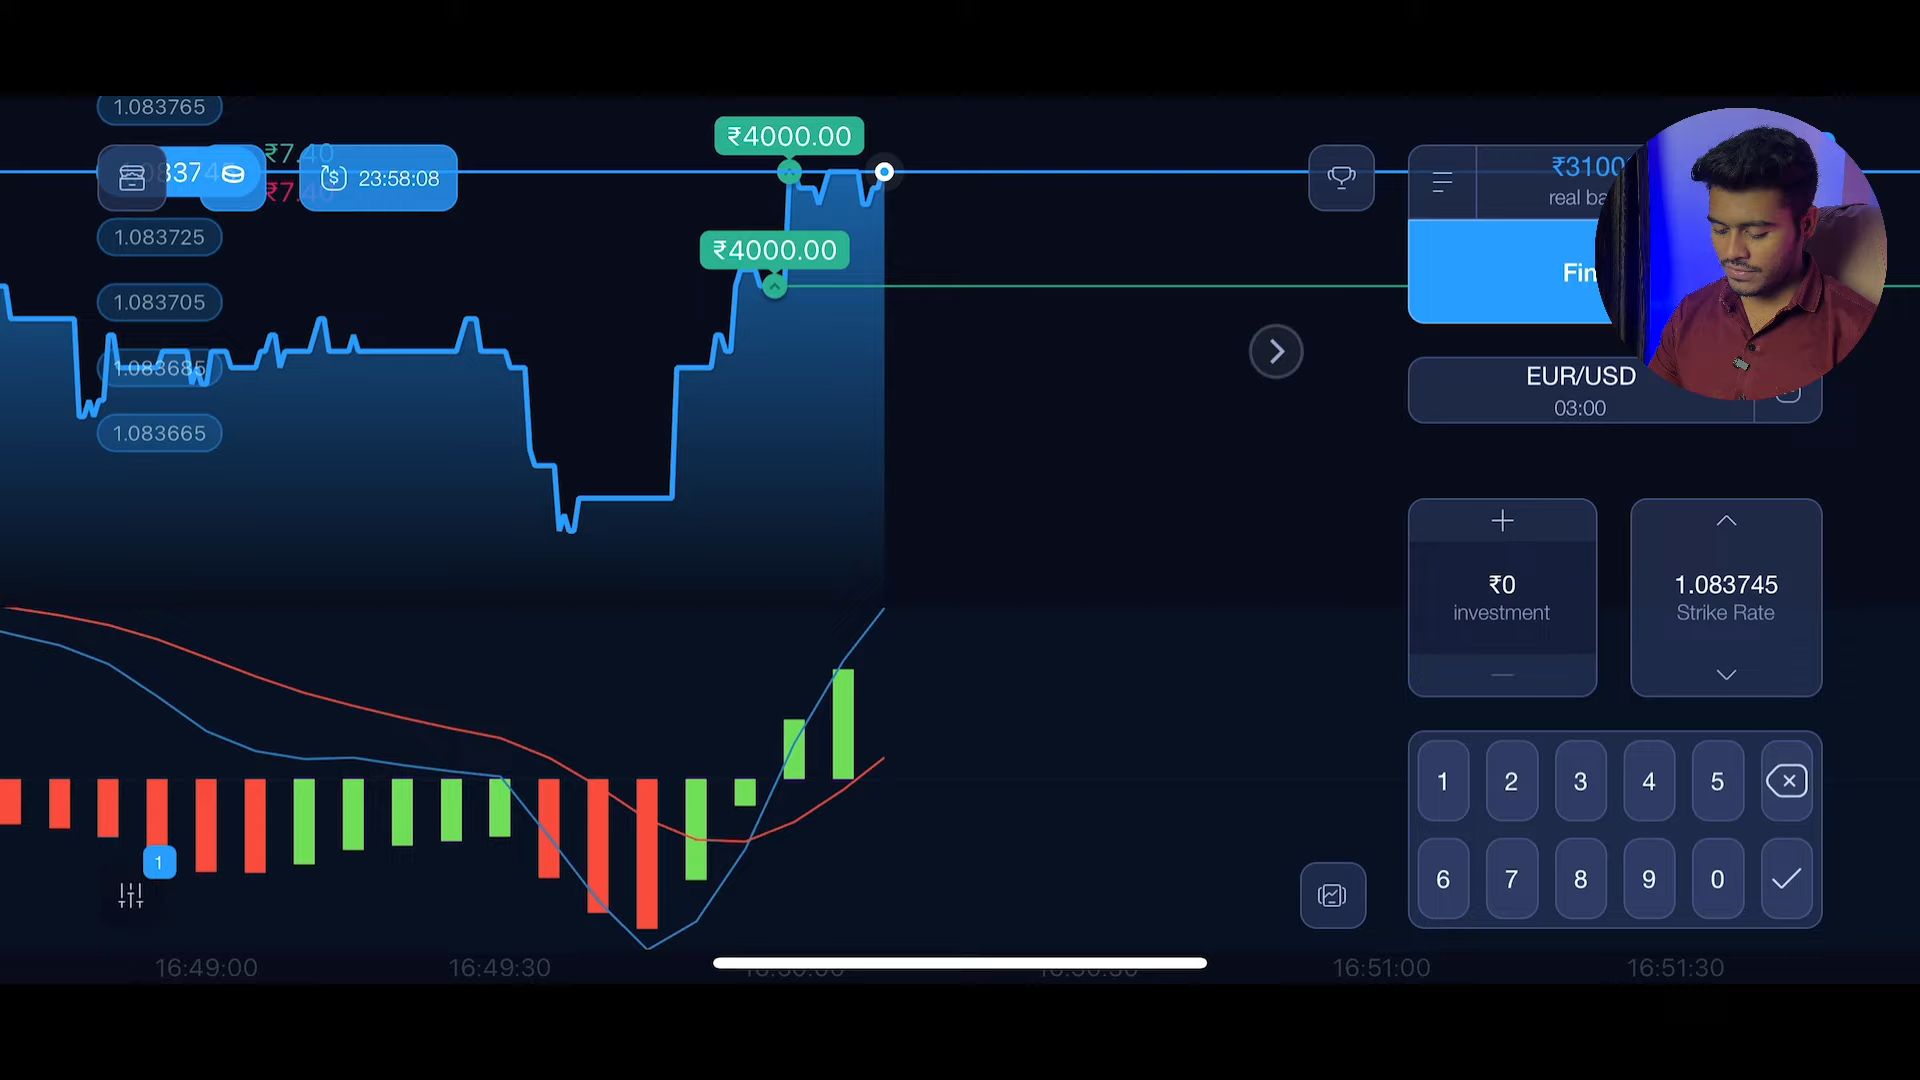 1.083765
₹4000.00
₹7.40
23:58:08
₹3100
real ba
1.083725
₹4000.00
Fin
1.083705
1.083685
EUR/USD
03:00
1.083665
₹0
investment
1.083745
Strike Rate
1 2 3 4 5
6 7 8 9 0
1
16:49:00
16:49:30
16:51:00
16:51:30